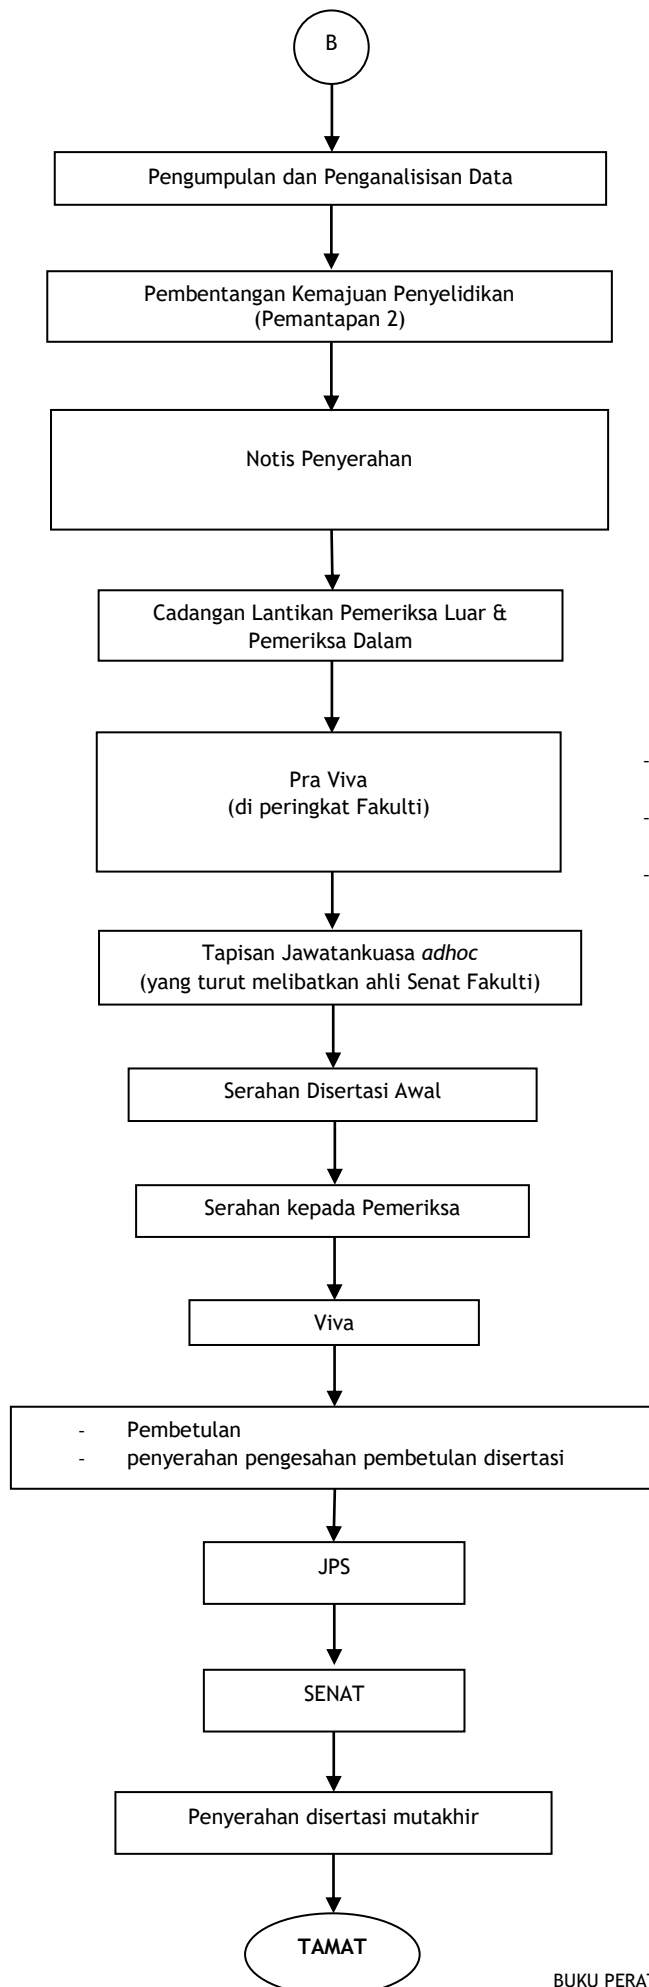 B
Pengumpulan dan Penganalisisan Data
Pembentangan Kemajuan Penyelidikan
(Pemantapan 2)
Notis Penyerahan
Cadangan Lantikan Pemeriksa Luar &
Pemeriksa Dalam
Pra Viva
(di peringkat Fakulti)
-
-
-
Tapisan Jawatankuasa adhoc
(yang turut melibatkan ahli Senat Fakulti)
Serahan Disertasi Awal
Serahan kepada Pemeriksa
Viva
- Pembetulan
- penyerahan pengesahan pembetulan disertasi
JPS
SENAT
Penyerahan disertasi mutakhir
TAMAT
BUKU